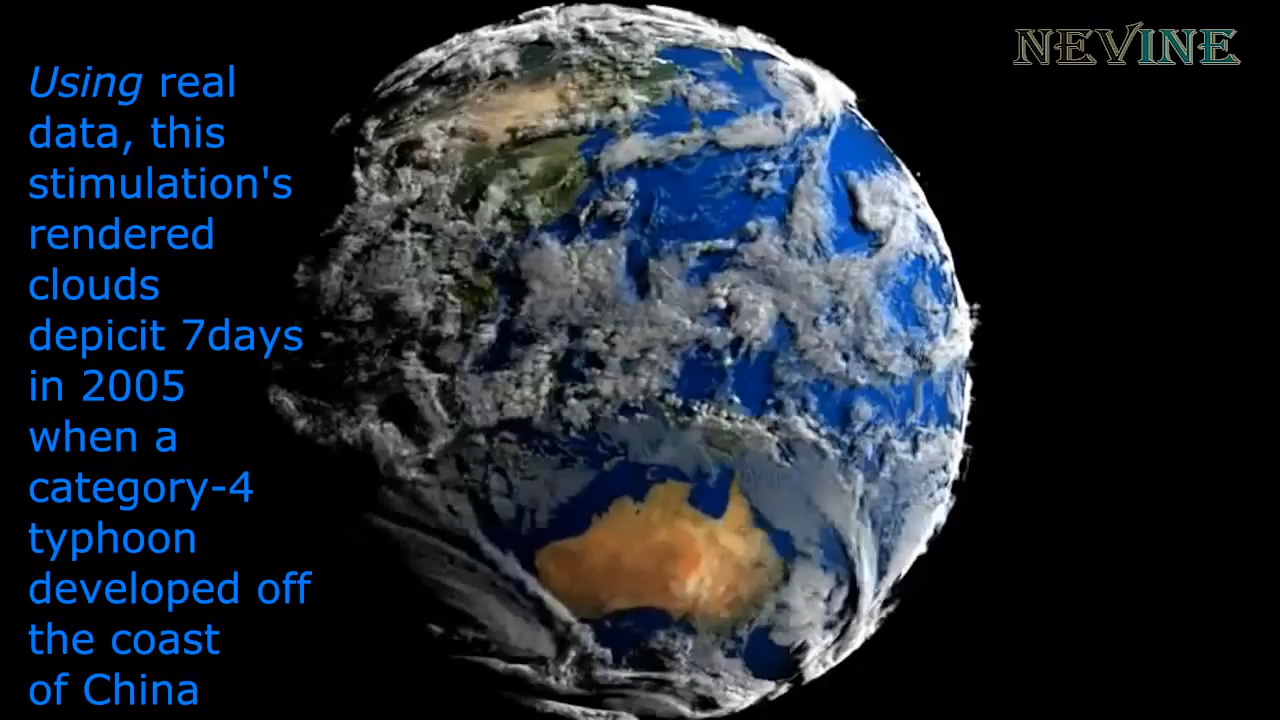 NEVINE
Using real
data, this
stimulation's
rendered
clouds
depicit 7days
in 2005
when a
category-4
typhoon
developed off
the coast
of China